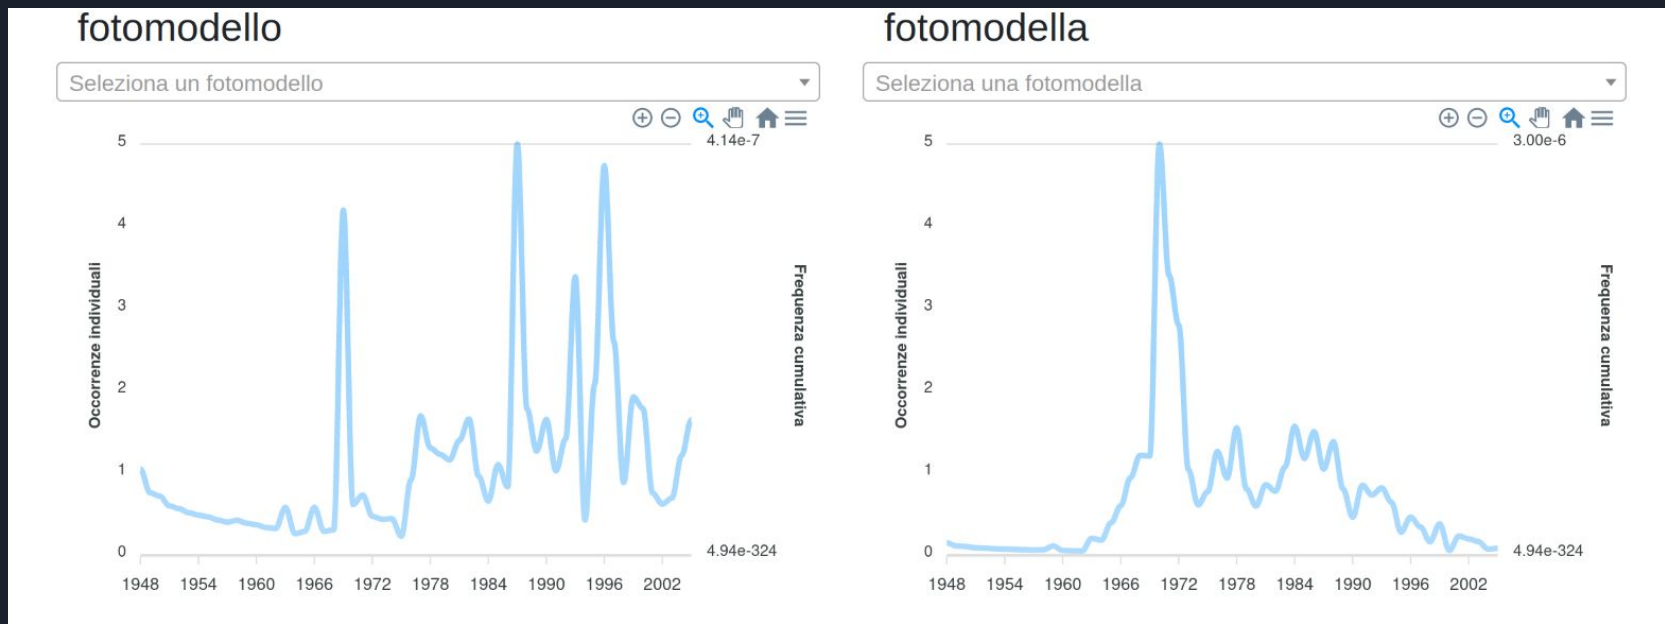 fotomodello
Seleziona un fotomodello
5
4.14e-7
4
3
2
1
0
4.94e-324
Occorrenze individuali
Frequenza cumulativa
1948 1954 1960 1966 1972 1978 1984 1990 1996 2002
fotomodella
Seleziona una fotomodella
5
3.00e-6
4
3
2
1
0
4.94e-324
Occorrenze individuali
Frequenza cumulativa
1948 1954 1960 1966 1972 1978 1984 1990 1996 2002